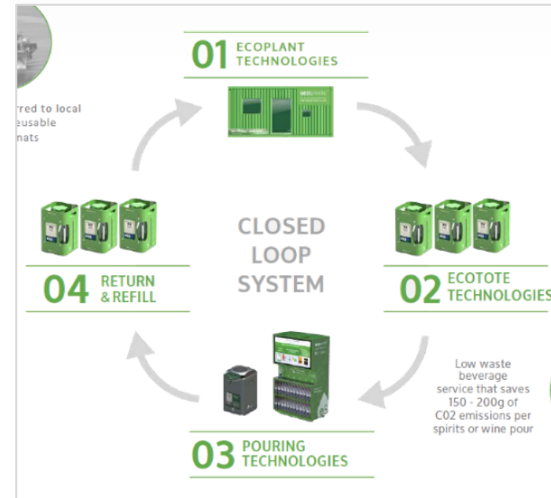 01 ECOPLANT
TECHNOLOGIES
rred to local
eusable
mats
CLOSED
LOOP
SYSTEM
04 RETURN
& REFILL
02 ECOTOTE
TECHNOLOGIES
Low waste
beverage
service that saves
150 - 200g of
C02 emissions per
spirits or wine pour
03 POURING
TECHNOLOGIES